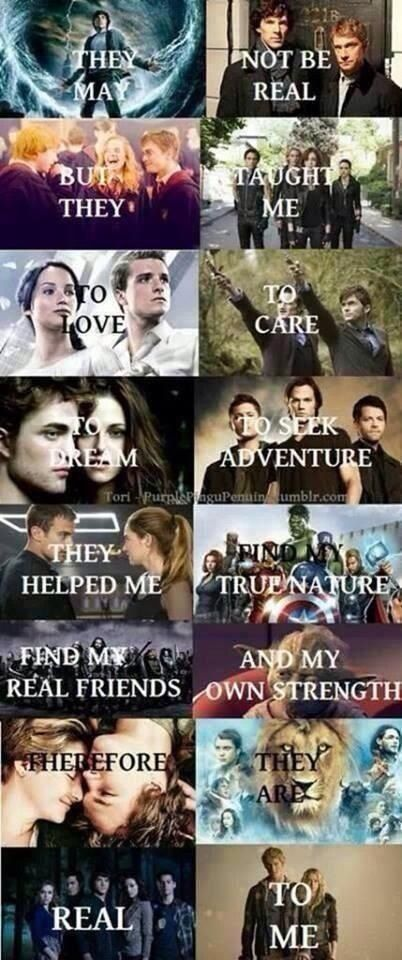 221B
THEY
MAY
NOT BE
REAL
BUT
THEY
TAUGHT
ME
TO
LOVE
TO
CARE
TO
DREAM
TO SEEK
ADVENTURE
Tori - PurplePinguPenuin.tumblr.com
THEY
HELPED ME
FIND MY
TRUE NATURE
FIND MY
REAL FRIENDS
AND MY
OWN STRENGTH
THEREFORE
THEY
ARE
REAL
TO
ME